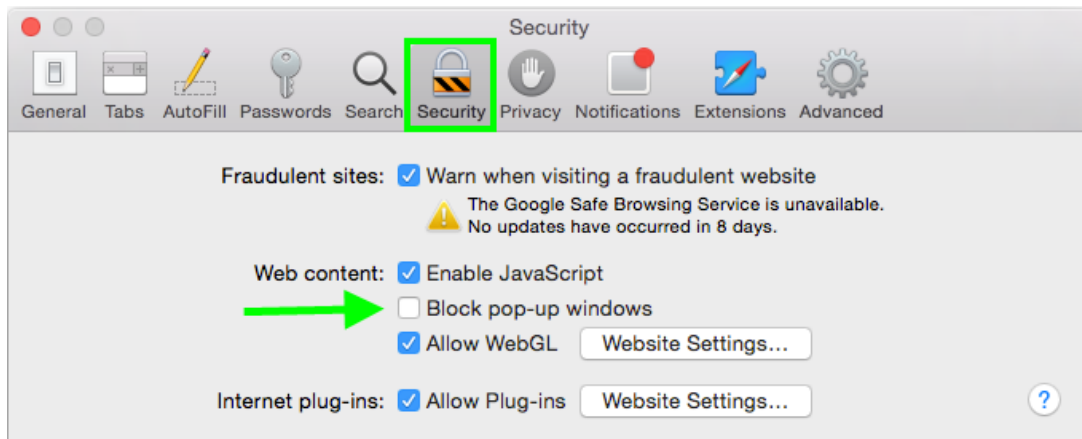 Security
General Tabs AutoFill Passwords Search Security Privacy Notifications Extensions Advanced
Fraudulent sites: Warn when visiting a fraudulent website
The Google Safe Browsing Service is unavailable.
No updates have occurred in 8 days.
Web content: Enable JavaScript
Block pop-up windows
Allow WebGL Website Settings...
Internet plug-ins: Allow Plug-ins Website Settings... ?